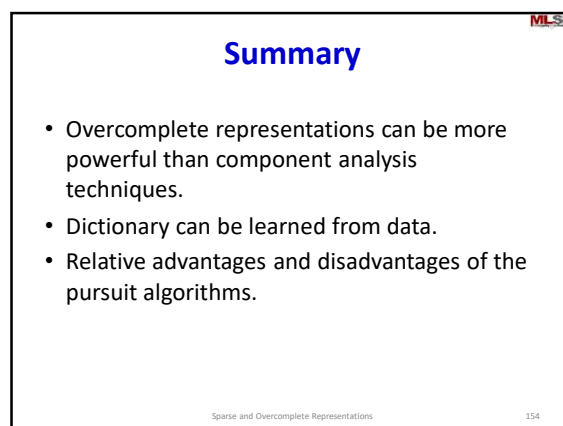 MLS
Summary
• Overcomplete representations can be more
powerful than component analysis
techniques.
• Dictionary can be learned from data.
• Relative advantages and disadvantages of the
pursuit algorithms.
Sparse and Overcomplete Representations 154